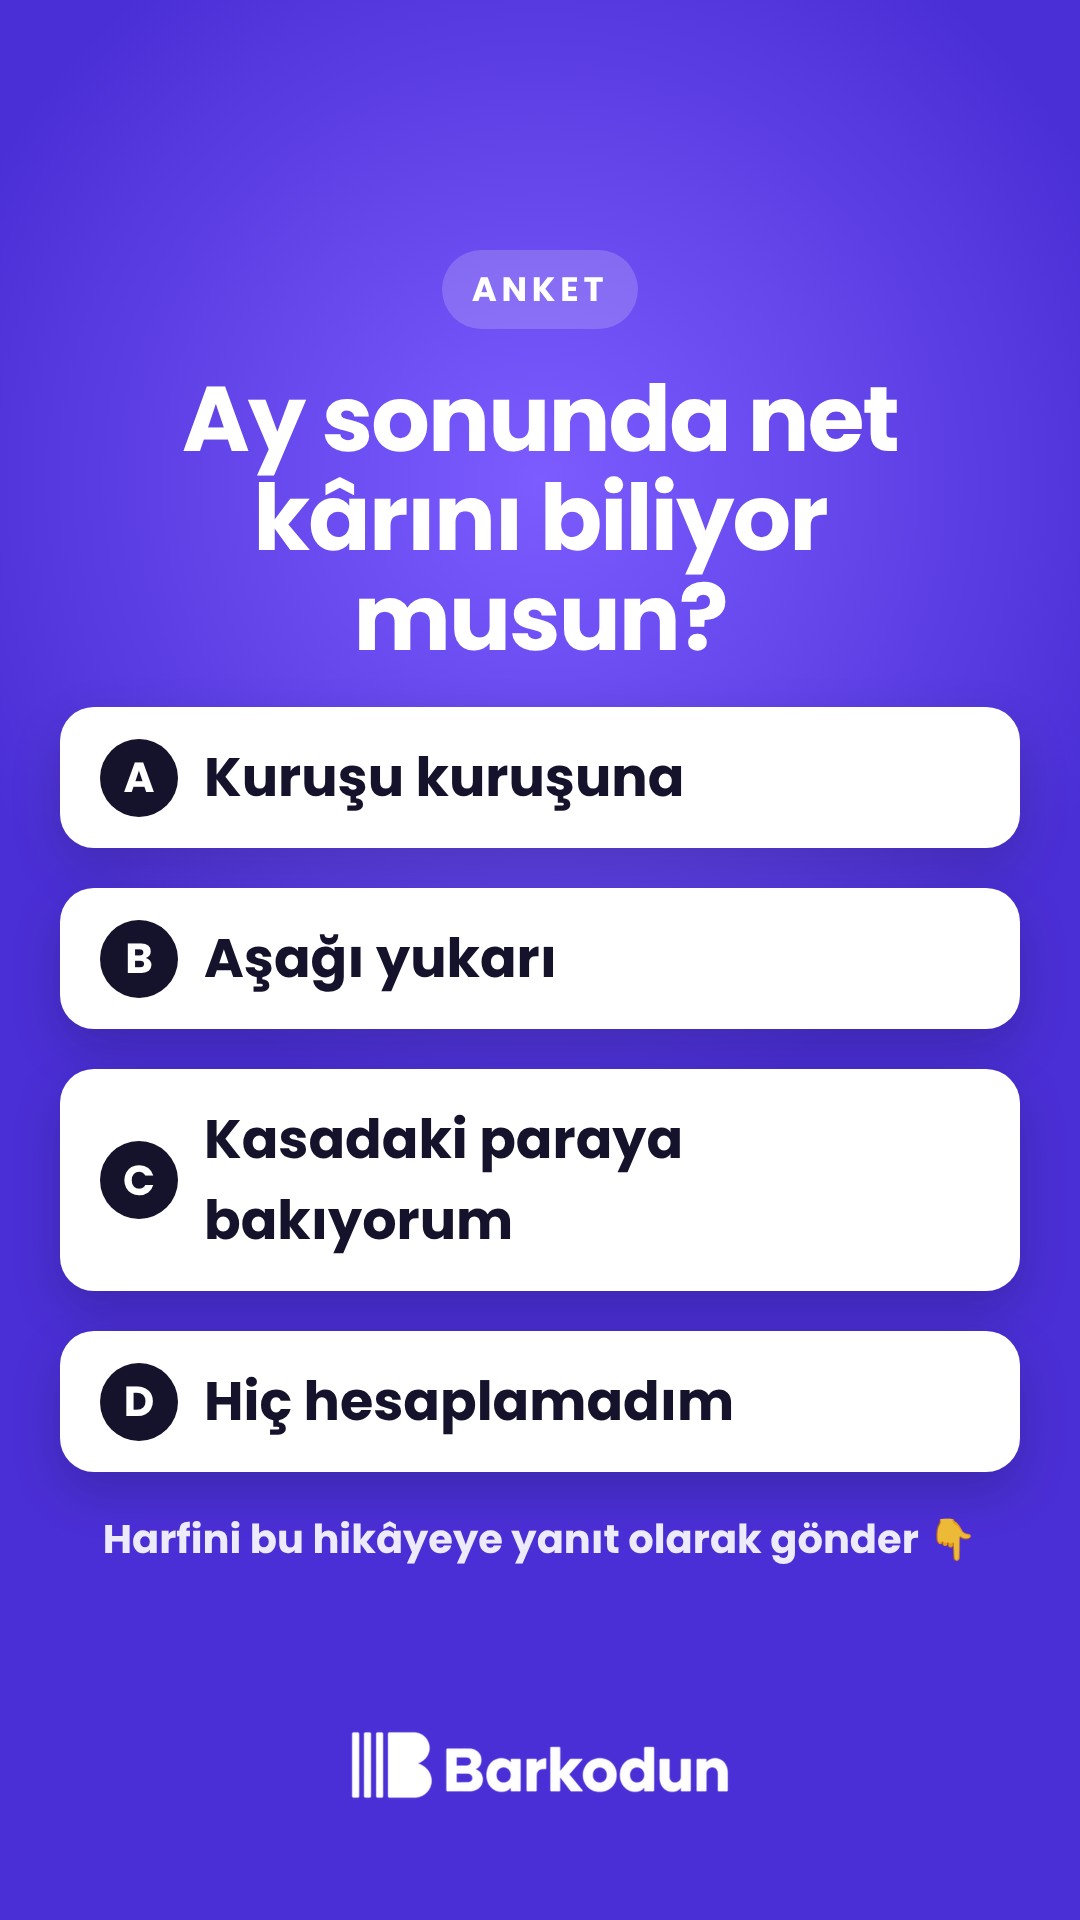 ANKET
Ay sonunda net
kârını biliyor
musun?
A Kuruşu kuruşuna
B Aşağı yukarı
C Kasadaki paraya
bakıyorum
D Hiç hesaplamadım
Harfini bu hikâyeye yanıt olarak gönder 👇
Barkodun